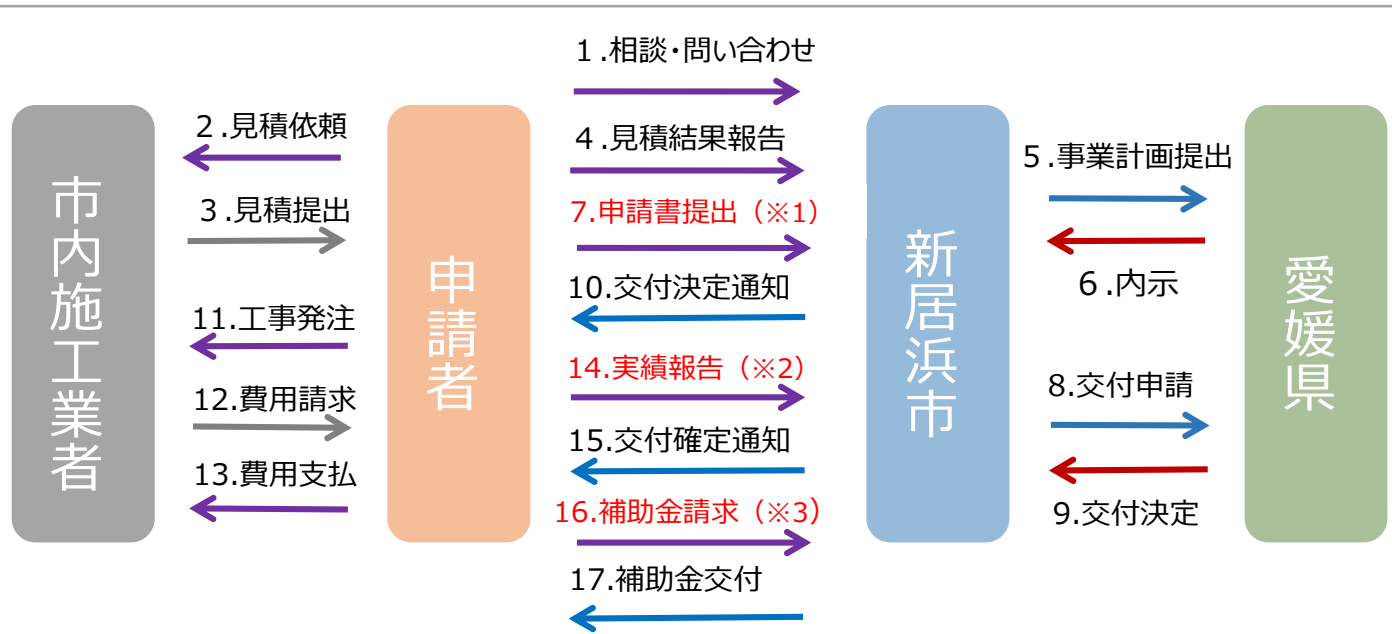 1.相談・問い合わせ
市内施工業者
2.見積依頼
3.見積提出
11.工事発注
12.費用請求
13.費用支払
申請者
4.見積結果報告
7.申請書提出（※1）
10.交付決定通知
14.実績報告（※2）
15.交付確定通知
16.補助金請求（※3）
17.補助金交付
新居浜市
5.事業計画提出
6.内示
8.交付申請
9.交付決定
愛媛県